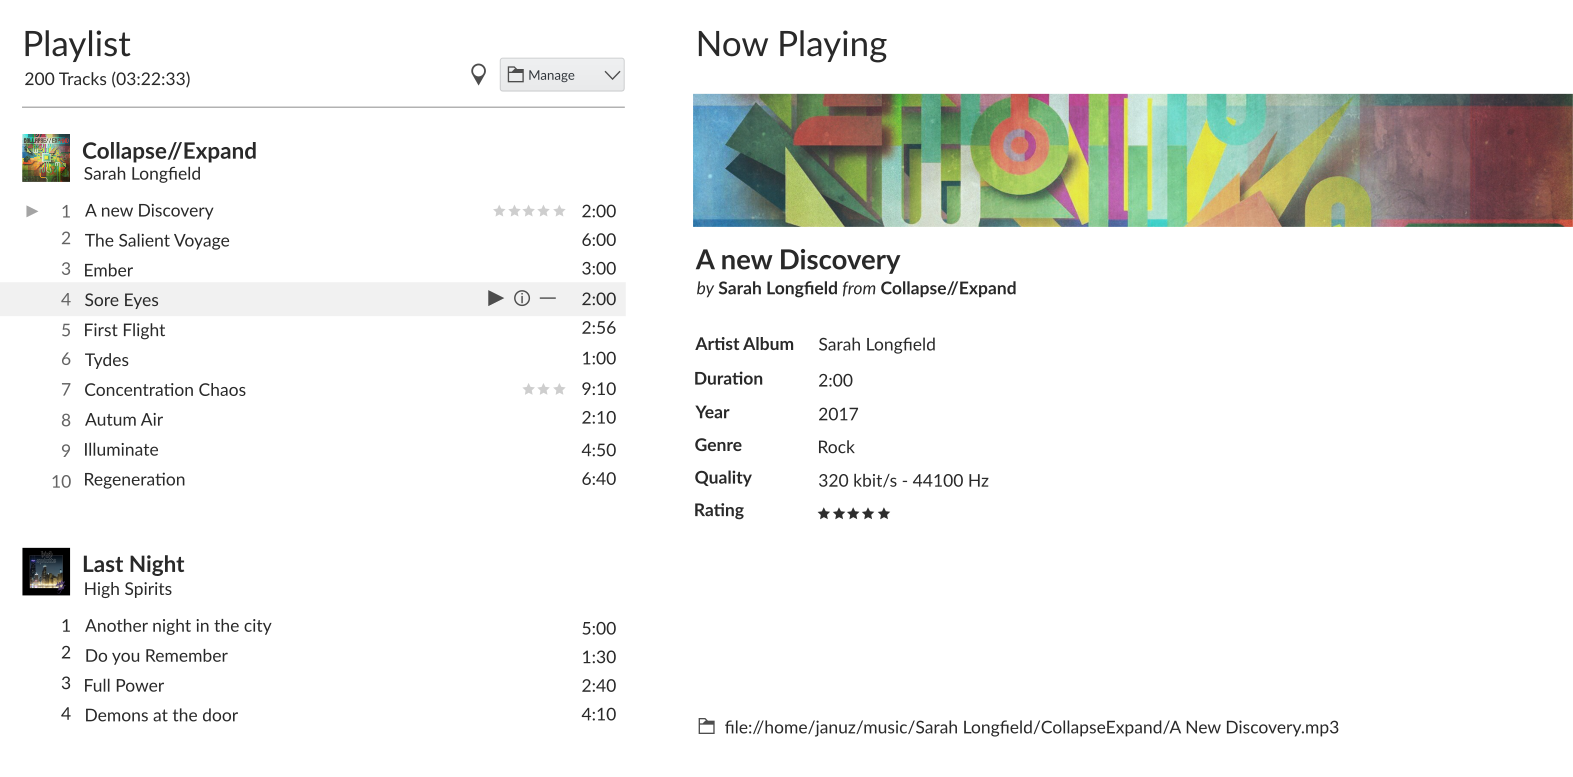 Playlist
200 Tracks (03:22:33)
Manage
Collapse//Expand
Sarah Longfield
1 A new Discovery 2:00
2 The Salient Voyage 6:00
3 Ember 3:00
4 Sore Eyes 2:00
5 First Flight 2:56
6 Tydes 1:00
7 Concentration Chaos 9:10
8 Autum Air 2:10
9 Illuminate 4:50
10 Regeneration 6:40
Last Night
High Spirits
1 Another night in the city 5:00
2 Do you Remember 1:30
3 Full Power 2:40
4 Demons at the door 4:10
Now Playing
A new Discovery
by Sarah Longfield from Collapse//Expand
Artist Album Sarah Longfield
Duration 2:00
Year 2017
Genre Rock
Quality 320 kbit/s - 44100 Hz
Rating ★★★★★
file://home/januz/music/Sarah Longfield/CollapseExpand/A New Discovery.mp3